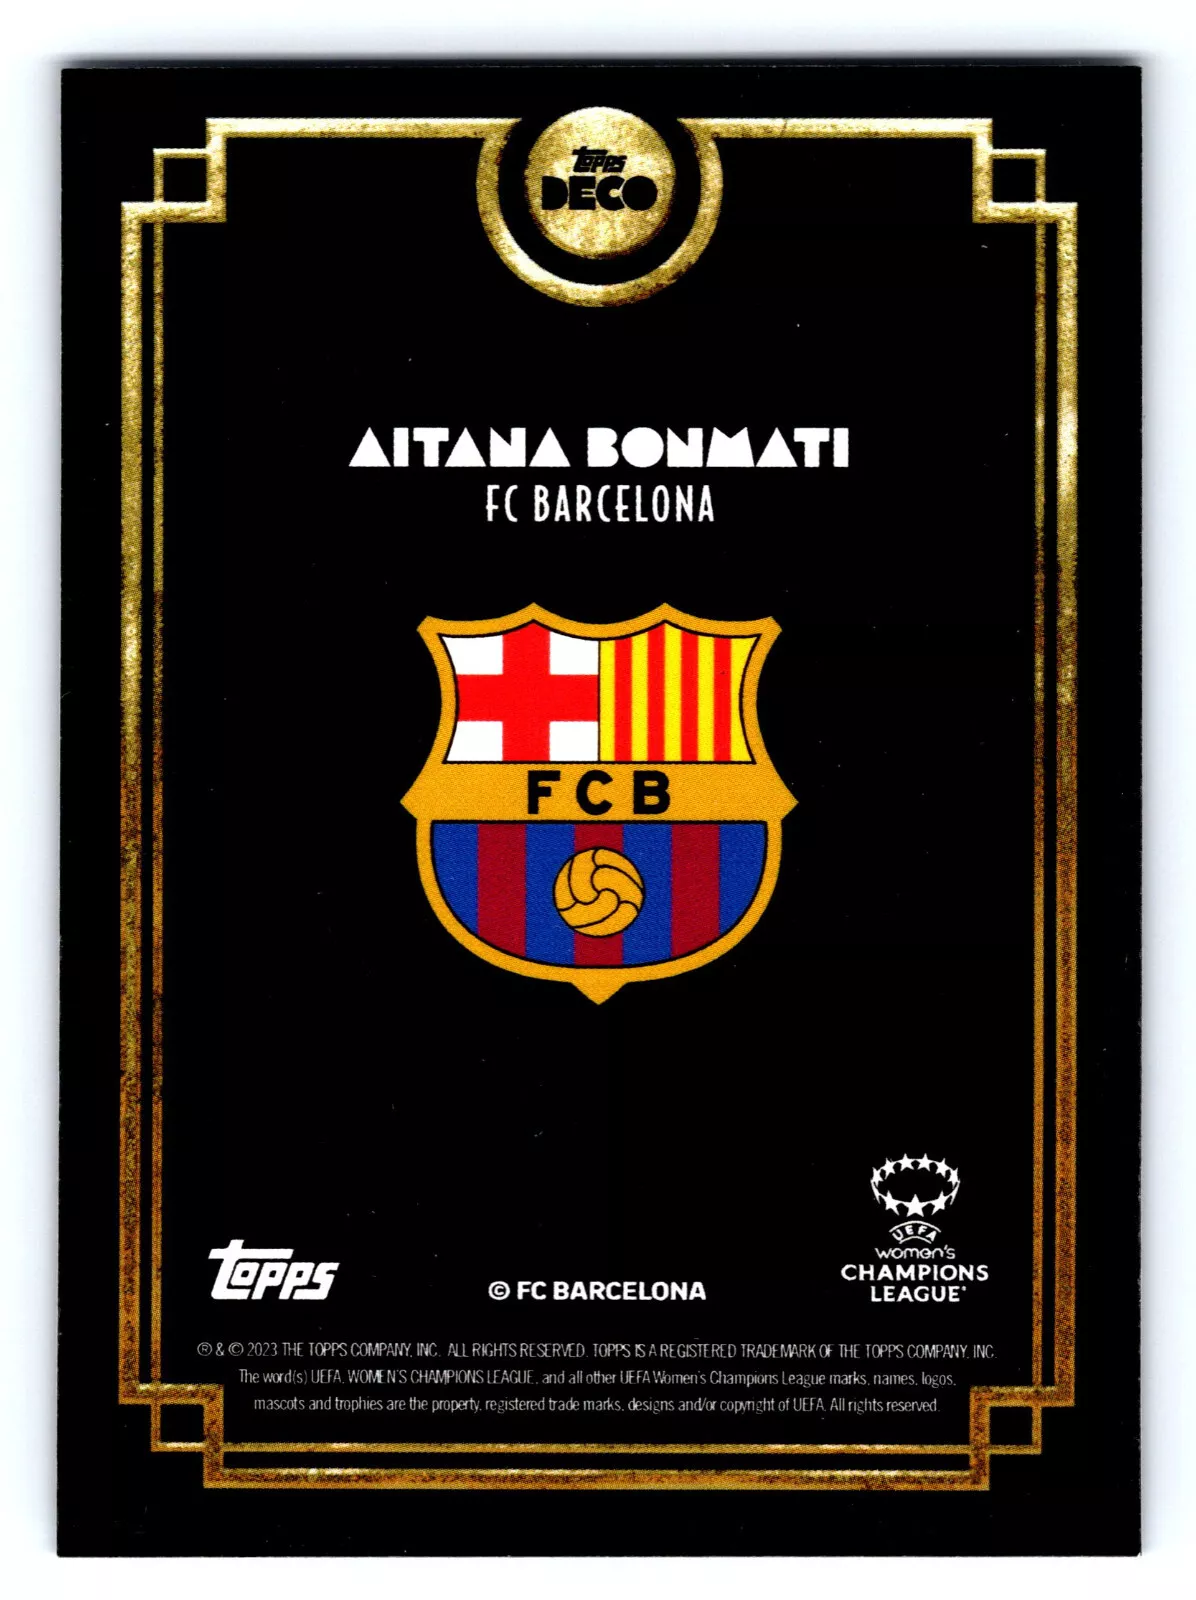 Topps
DECO
AITANA BONMATI
FC BARCELONA
FCB
UEFA
women's
CHAMPIONS
LEAGUE
Topps
© FC BARCELONA
® & © 2023 THE TOPPS COMPANY, INC. ALL RIGHTS RESERVED. TOPPS IS A REGISTERED TRADEMARK OF THE TOPPS COMPANY, INC.
The word(s) UEFA, WOMEN'S CHAMPIONS LEAGUE, and all other UEFA Women's Champions League marks, names, logos,
mascots and trophies are the property, registered trade marks, designs and/or copyright of UEFA. All rights reserved.